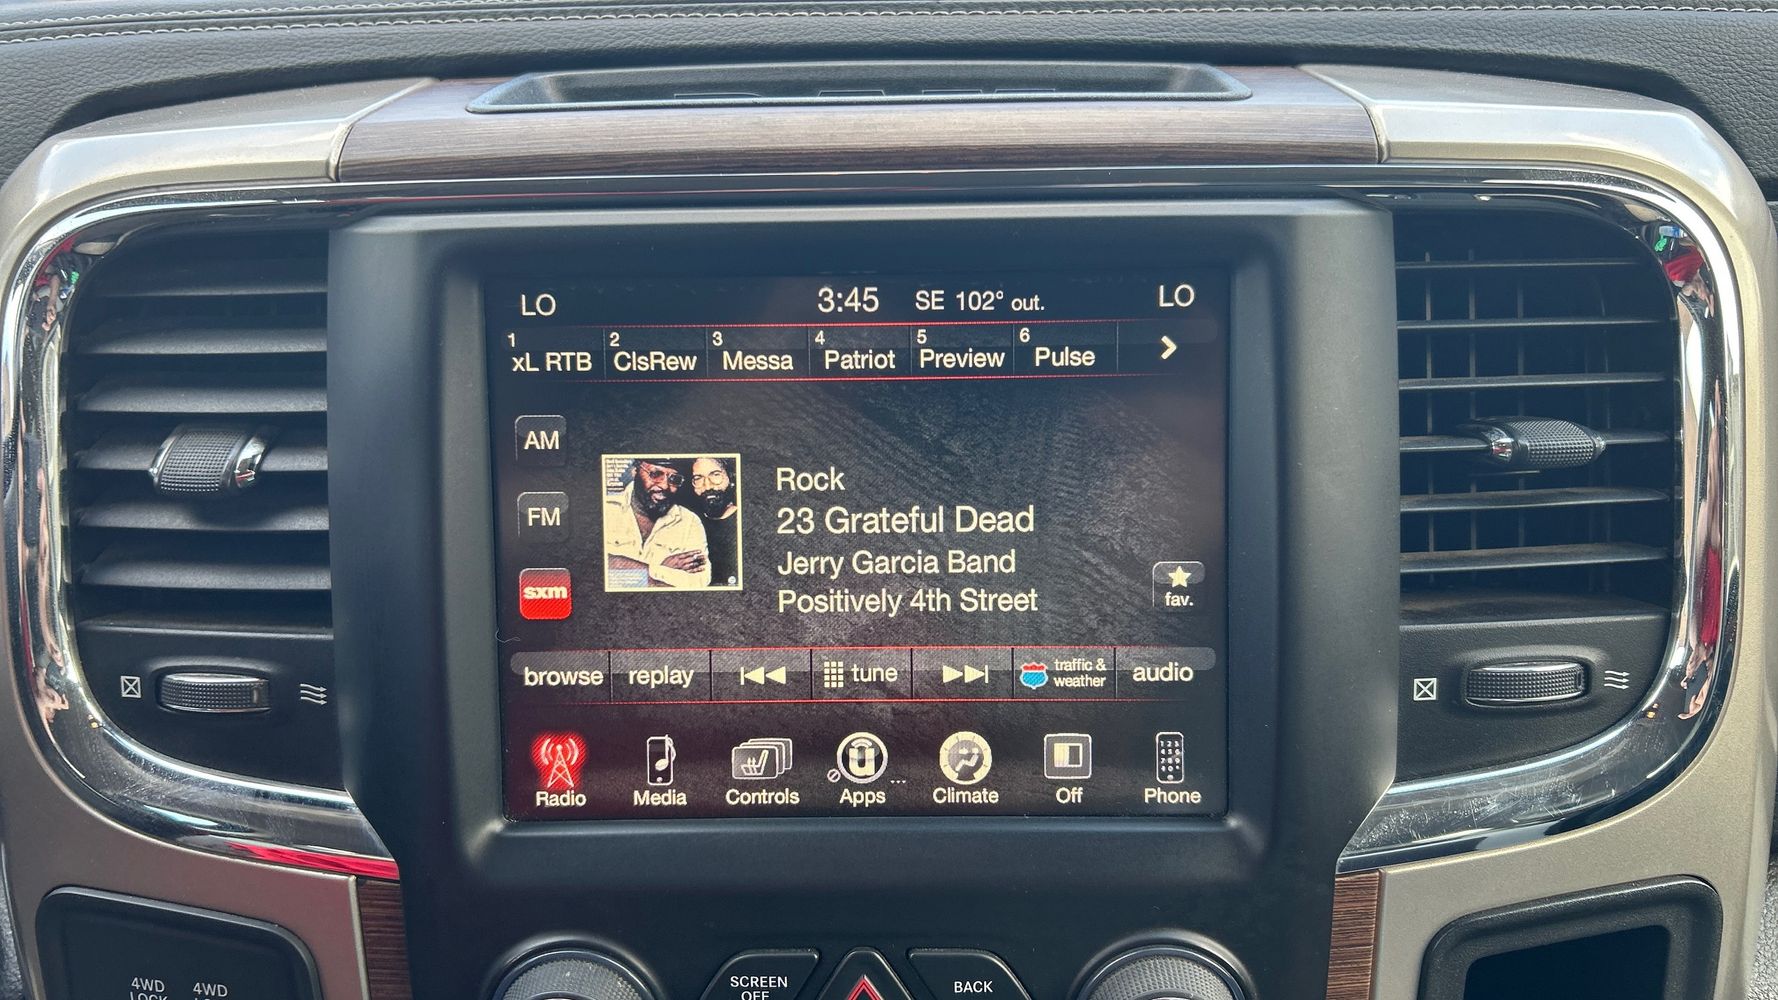 RAM
LO 3:45 SE 102° out. LO
1 xL RTB 2 ClsRew 3 Messa 4 Patriot 5 Preview 6 Pulse
AM
FM
sxm
Rock
23 Grateful Dead
Jerry Garcia Band
Positively 4th Street
fav.
browse replay tune traffic & weather audio
Radio Media Controls Apps Climate Off Phone
4WD LOCK
4WD
SCREEN OFF
BACK